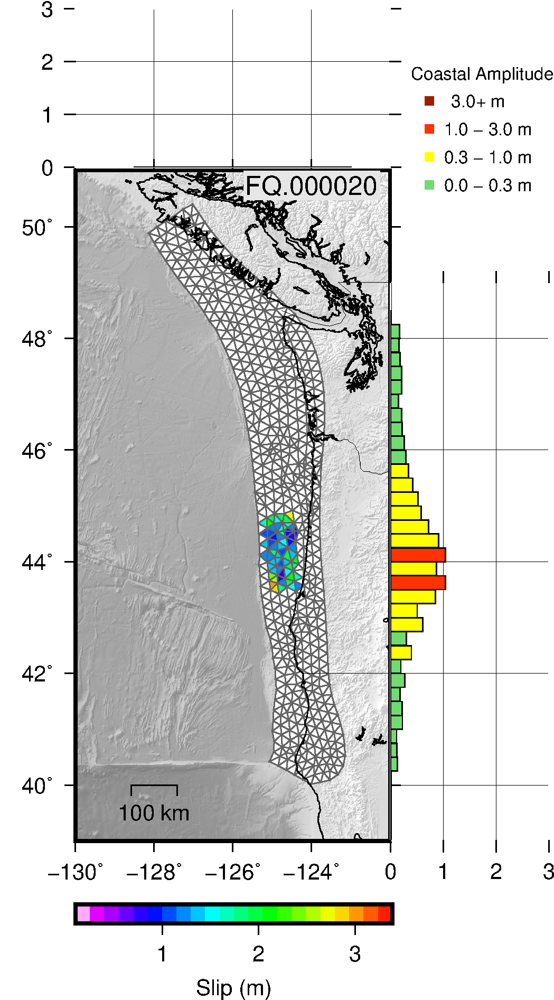 3
2
1
0
Coastal Amplitude
3.0+ m
1.0 – 3.0 m
0.3 – 1.0 m
0.0 – 0.3 m
FQ.000020
50°
48°
46°
44°
42°
40°
100 km
−130° −128° −126° −124° 0 1 2 3
1 2 3
Slip (m)